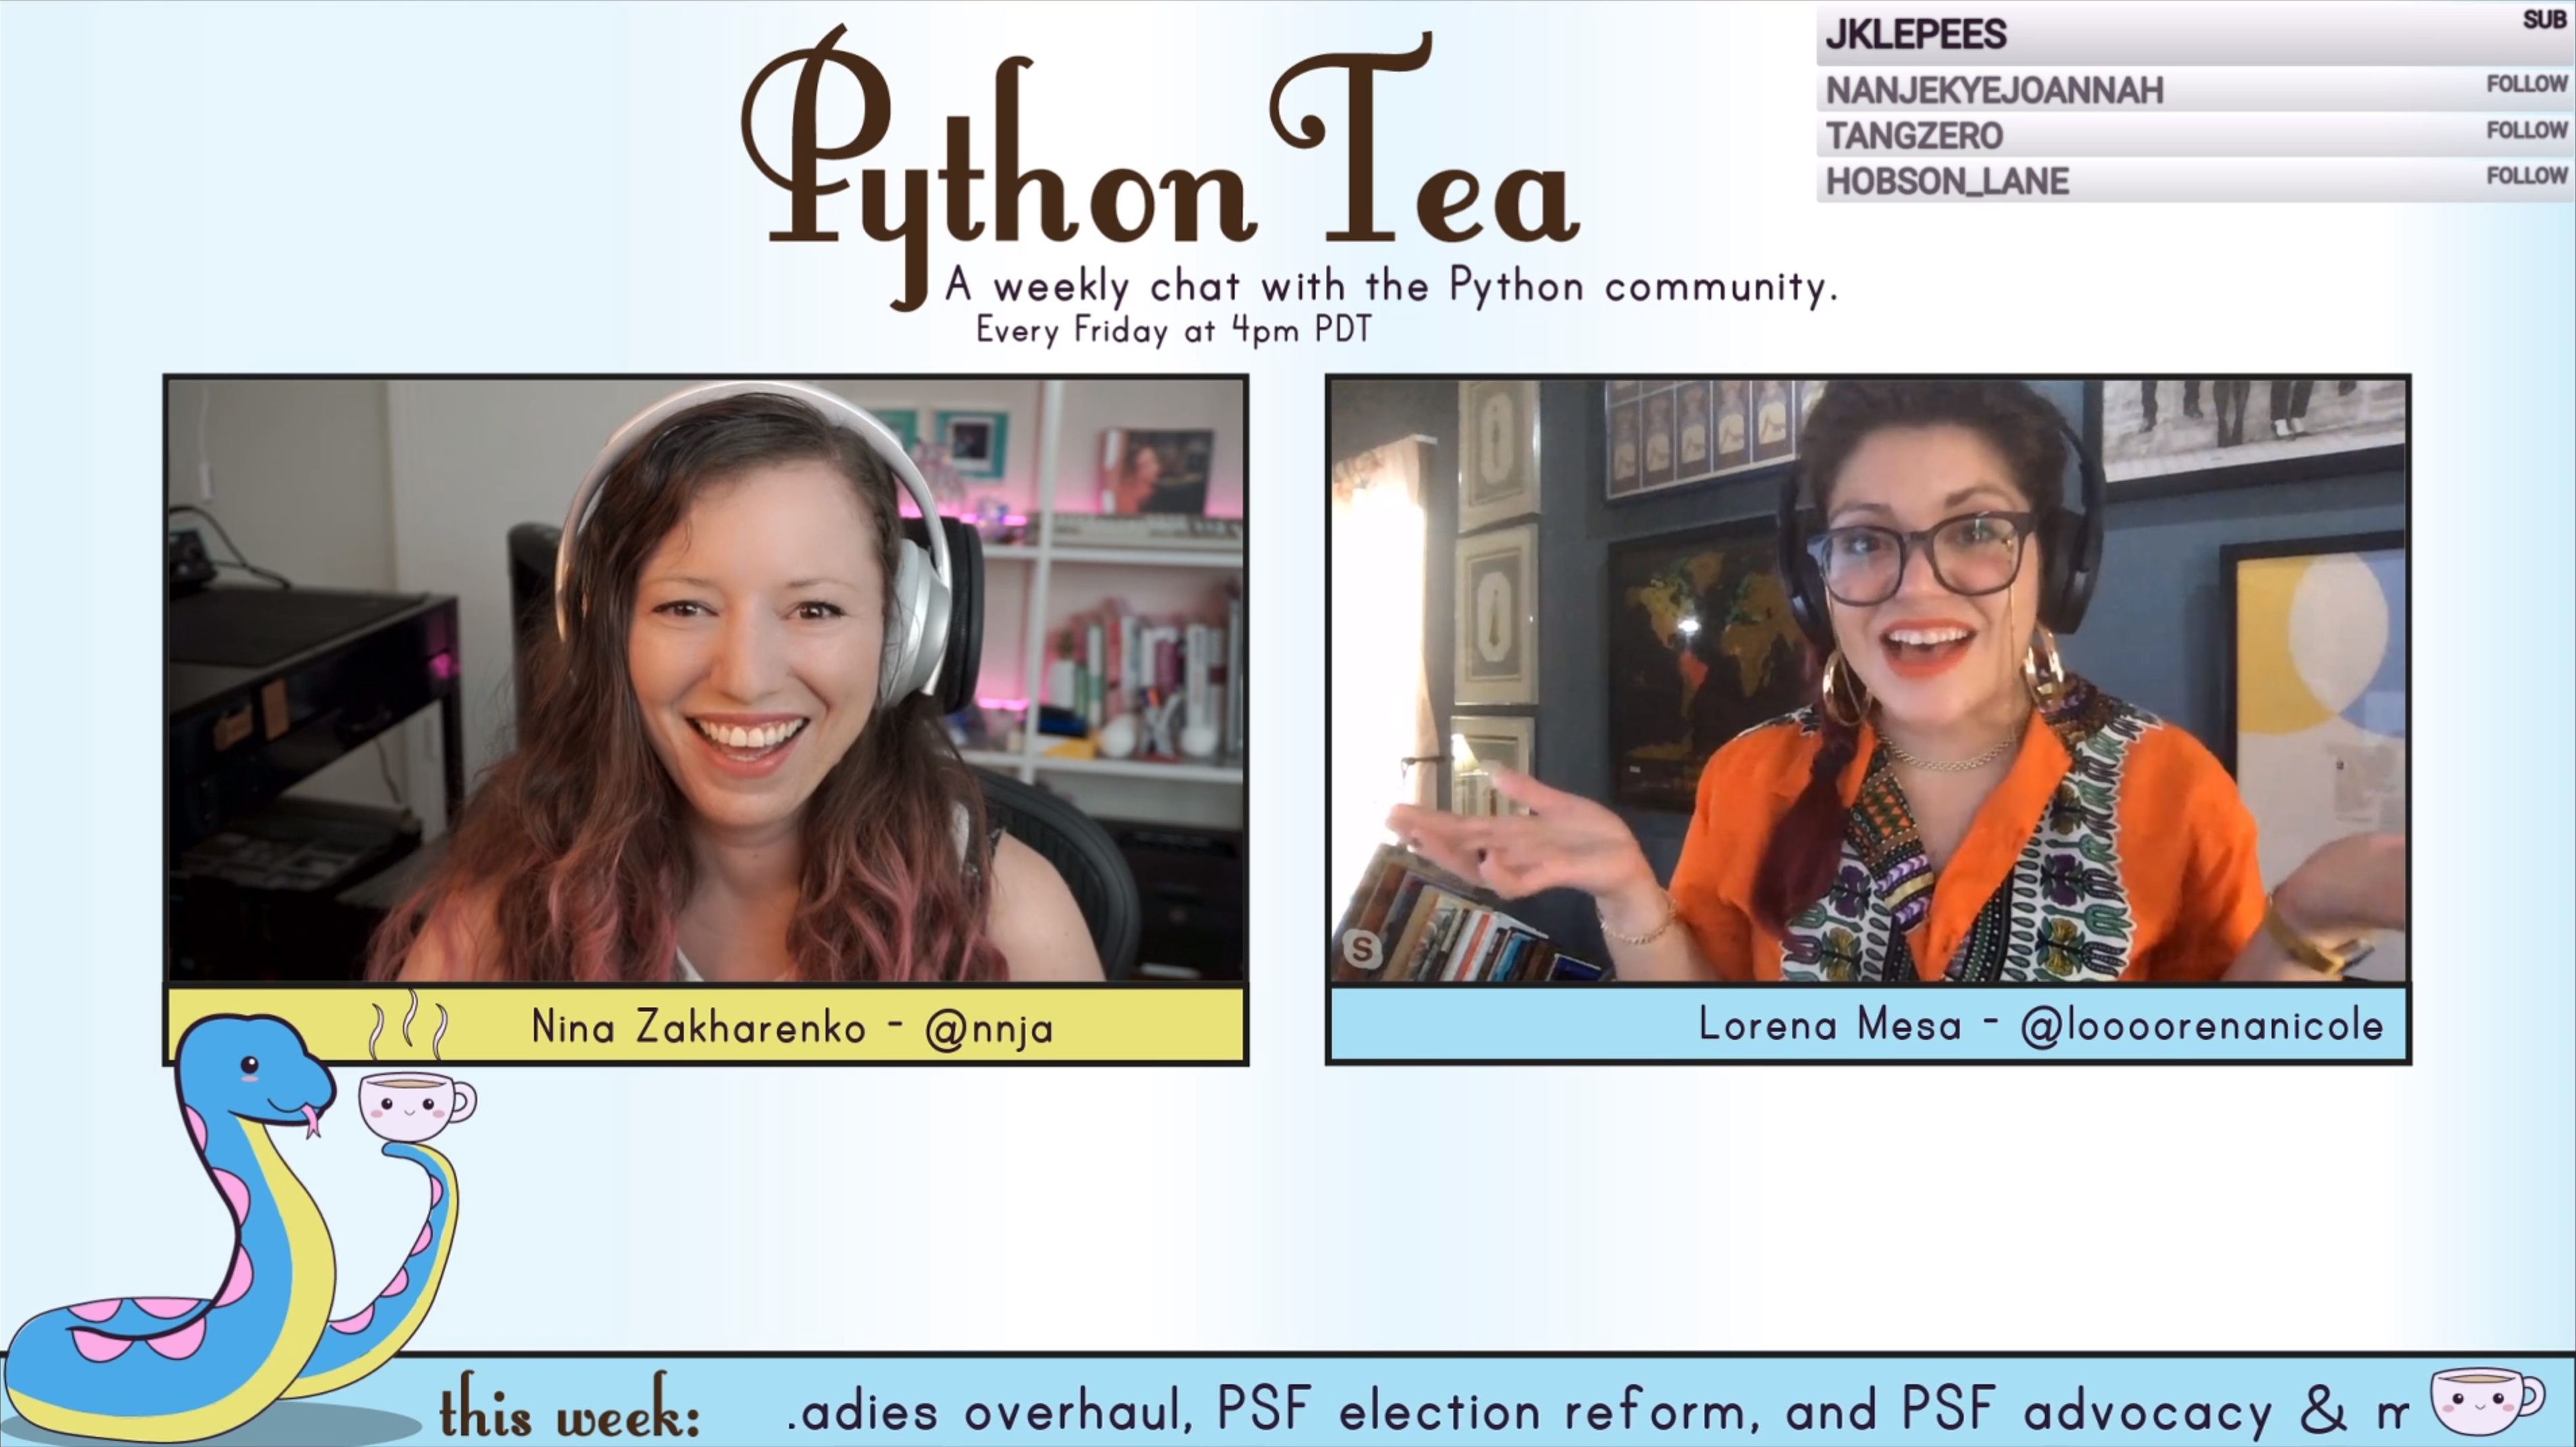 Python Tea
A weekly chat with the Python community.
Every Friday at 4pm PDT
JKLEPEES SUB
NANJEKYEJOANNAH FOLLOW
TANGZERO FOLLOW
HOBSON_LANE FOLLOW
S
Nina Zakharenko - @nnja
Lorena Mesa - @loooorenanicole
this week: .adies overhaul, PSF election reform, and PSF advocacy & m